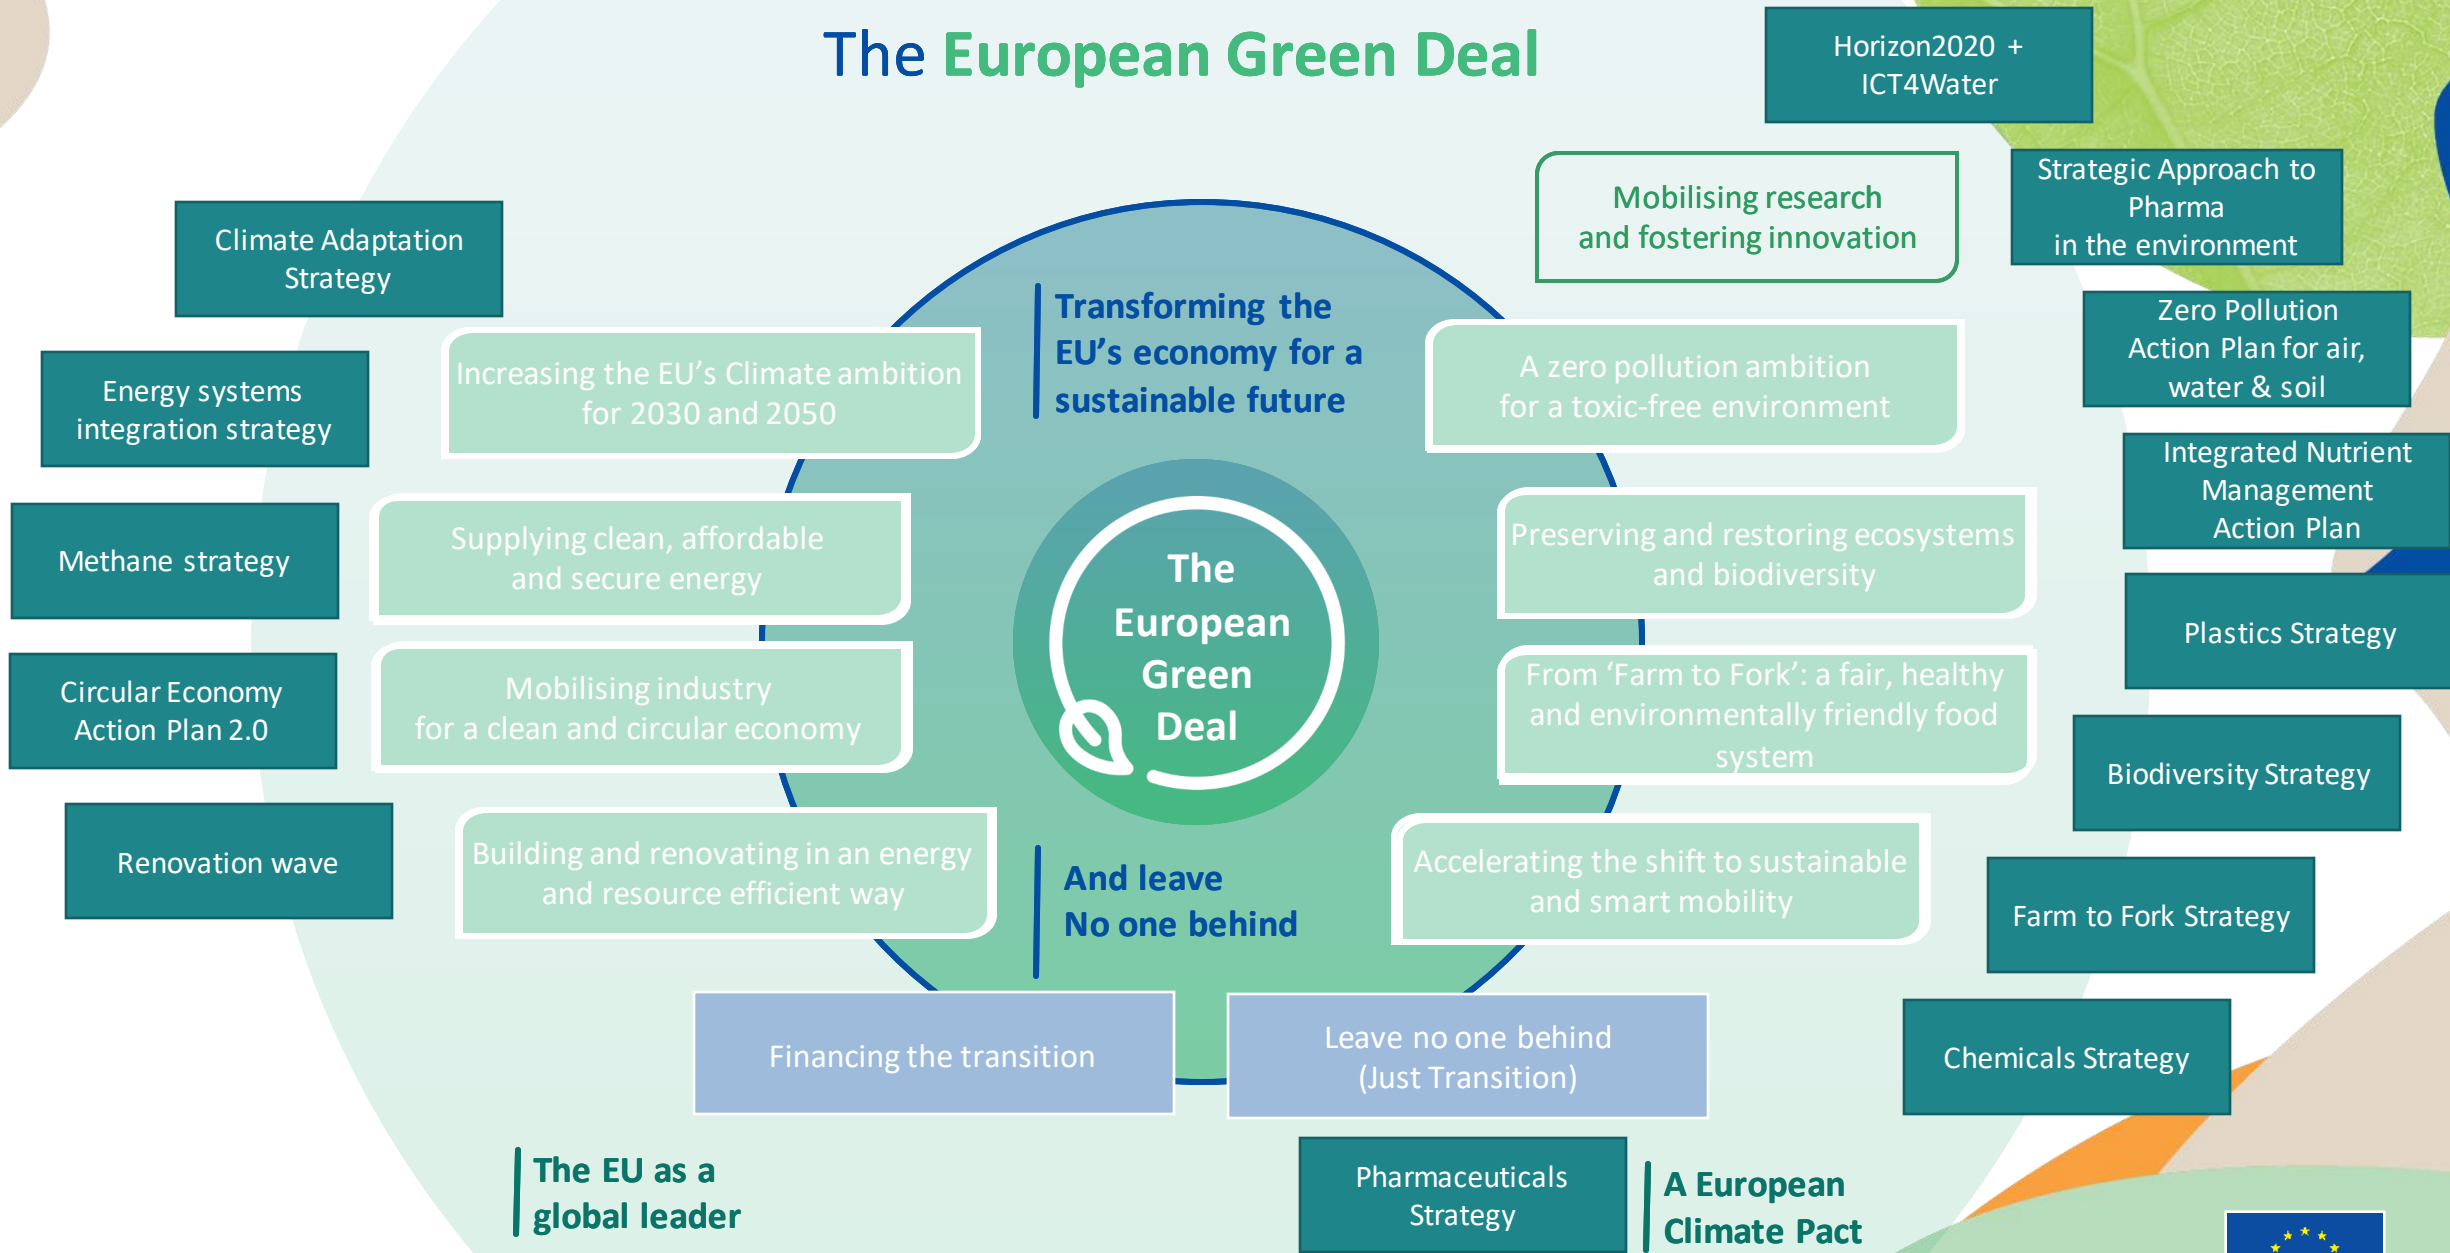 The European Green Deal
Horizon2020 +
ICT4Water
Mobilising research
and fostering innovation
Strategic Approach to
Pharma
in the environment
Climate Adaptation
Strategy
Transforming the
EU’s economy for a
sustainable future
Zero Pollution
Action Plan for air,
water & soil
Energy systems
integration strategy
Increasing the EU’s Climate ambition
for 2030 and 2050
A zero pollution ambition
for a toxic-free environment
Integrated Nutrient
Management
Action Plan
Methane strategy
Supplying clean, affordable
and secure energy
The
European
Green
Deal
Preserving and restoring ecosystems
and biodiversity
Plastics Strategy
Circular Economy
Action Plan 2.0
Mobilising industry
for a clean and circular economy
From ‘Farm to Fork’: a fair, healthy
and environmentally friendly food
system
Biodiversity Strategy
Renovation wave
Building and renovating in an energy
and resource efficient way
And leave
No one behind
Accelerating the shift to sustainable
and smart mobility
Farm to Fork Strategy
Financing the transition
Leave no one behind
(Just Transition)
Chemicals Strategy
The EU as a
global leader
Pharmaceuticals
Strategy
A European
Climate Pact